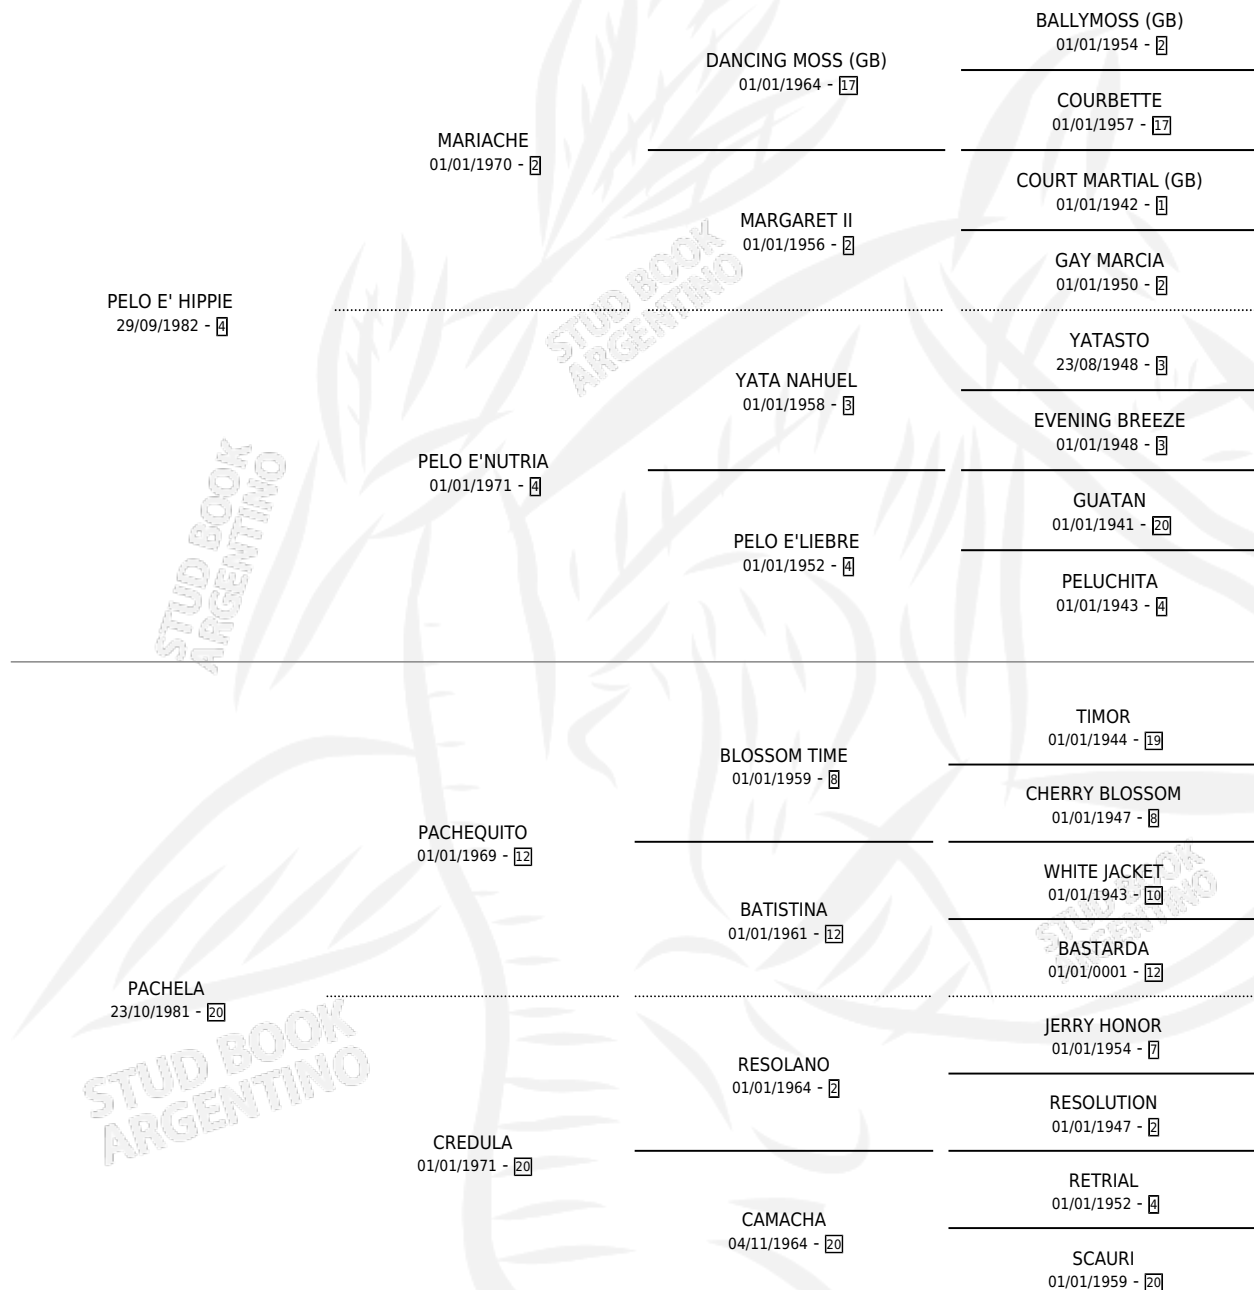 BALLYMOSS (GB)
01/01/1954 - 2
DANCING MOSS (GB)
01/01/1964 - 17
COURBETTE
01/01/1957 - 17
MARIACHE
01/01/1970 - 2
COURT MARTIAL (GB)
01/01/1942 - 1
MARGARET II
01/01/1956 - 2
GAY MARCIA
01/01/1950 - 2
PELO E' HIPPIE
29/09/1982 - 4
STUD BOOK
ARGENTINO
YATASTO
23/08/1948 - 3
YATA NAHUEL
01/01/1958 - 3
EVENING BREEZE
01/01/1948 - 3
PELO E'NUTRIA
01/01/1971 - 4
GUATAN
01/01/1941 - 20
PELO E'LIEBRE
01/01/1952 - 4
PELUCHITA
01/01/1943 - 4
STUD BOOK
ARGENTINO
TIMOR
01/01/1944 - 19
BLOSSOM TIME
01/01/1959 - 8
CHERRY BLOSSOM
01/01/1947 - 8
PACHEQUITO
01/01/1969 - 12
WHITE JACKET
01/01/1943 - 10
BATISTINA
01/01/1961 - 12
BASTARDA
01/01/0001 - 12
STUD BOOK
ARGENTINO
PACHELA
23/10/1981 - 20
JERRY HONOR
01/01/1954 - 7
RESOLANO
01/01/1964 - 2
RESOLUTION
01/01/1947 - 2
STUD BOOK
ARGENTINO
CREDULA
01/01/1971 - 20
RETRIAL
01/01/1952 - 4
CAMACHA
04/11/1964 - 20
SCAURI
01/01/1959 - 20